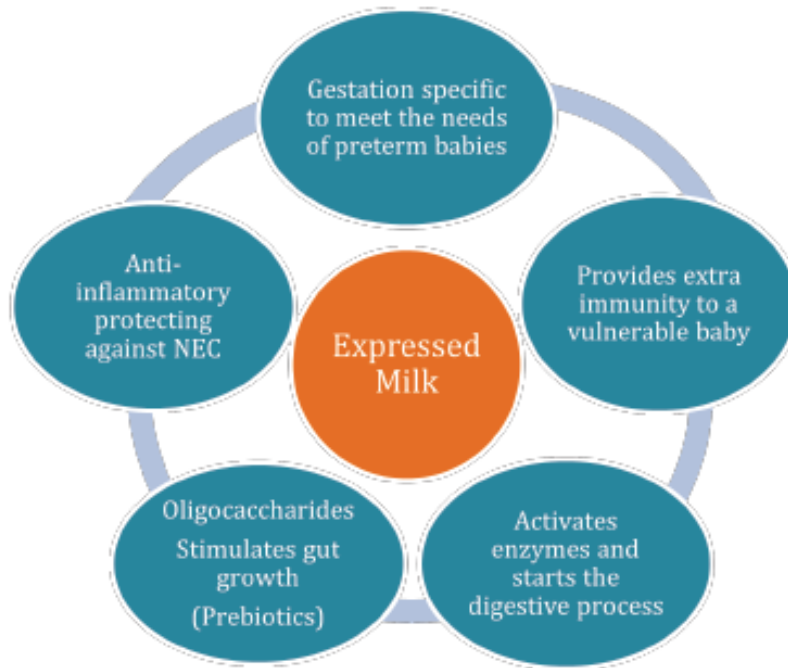 Gestation specific
to meet the needs
of preterm babies
Provides extra
immunity to a
vulnerable baby
Activates
enzymes and
starts the
digestive process
Oligocaccharides
Stimulates gut
growth
(Prebiotics)
Anti-
inflammatory
protecting
against NEC
Expressed
Milk